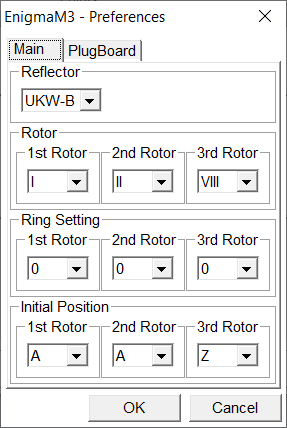 EnigmaM3 - Preferences
Main PlugBoard
Reflector
UKW-B
Rotor
1st Rotor 2nd Rotor 3rd Rotor
I II VIII
Ring Setting
1st Rotor 2nd Rotor 3rd Rotor
0 0 0
Initial Position
1st Rotor 2nd Rotor 3rd Rotor
A A Z
OK Cancel